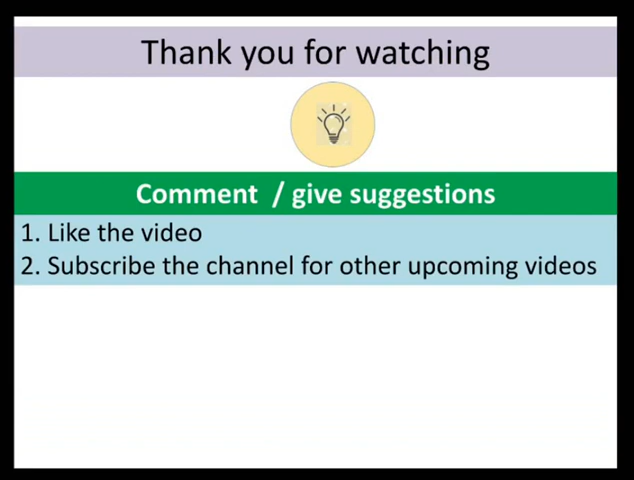 Thank you for watching
Comment / give suggestions
1. Like the video
2. Subscribe the channel for other upcoming videos